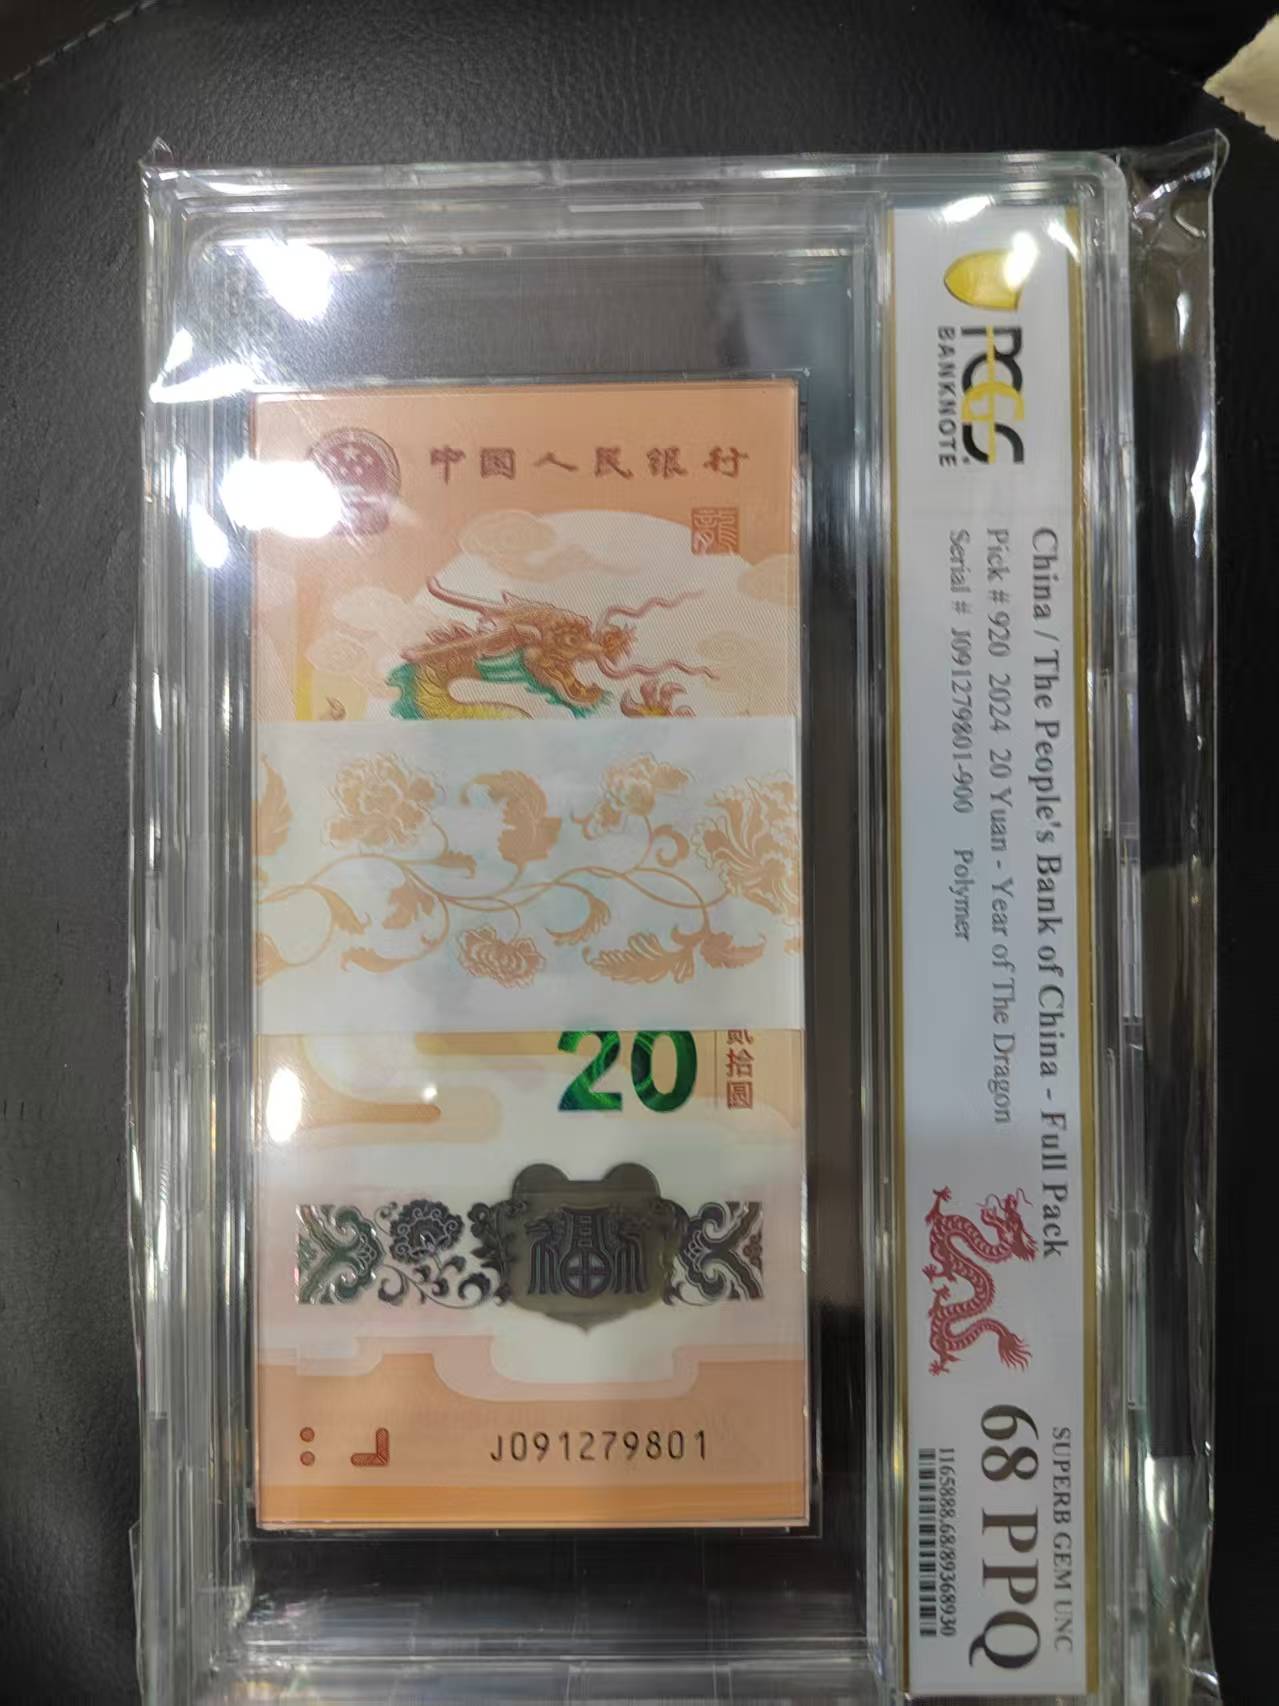 中国人民银行
龍
20
贰拾圆
福
J091279801
PCGS
BANKNOTE
China / The People's Bank of China - Full Pack
Pick # 920 2024 20 Yuan - Year of The Dragon
Serial # J091279801-900 Polymer
SUPERB GEM UNC
68 PPQ
1165888.68/89368930